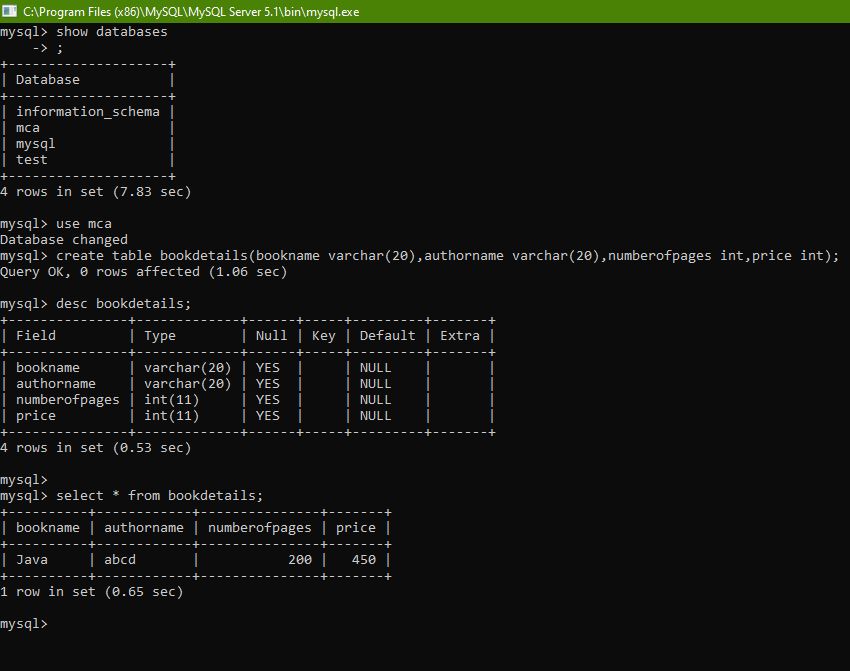 C:\Program Files (x86)\MySQL\MySQL Server 5.1\bin\mysql.exe
mysql> show databases
    -> ;
+--------------------+
| Database           |
+--------------------+
| information_schema |
| mca                |
| mysql              |
| test               |
+--------------------+
4 rows in set (7.83 sec)

mysql> use mca
Database changed
mysql> create table bookdetails(bookname varchar(20),authorname varchar(20),numberofpages int,price int);
Query OK, 0 rows affected (1.06 sec)

mysql> desc bookdetails;
+---------------+-------------+------+-----+---------+-------+
| Field         | Type        | Null | Key | Default | Extra |
+---------------+-------------+------+-----+---------+-------+
| bookname      | varchar(20) | YES  |     | NULL    |       |
| authorname    | varchar(20) | YES  |     | NULL    |       |
| numberofpages | int(11)     | YES  |     | NULL    |       |
| price         | int(11)     | YES  |     | NULL    |       |
+---------------+-------------+------+-----+---------+-------+
4 rows in set (0.53 sec)

mysql>
mysql> select * from bookdetails;
+----------+------------+---------------+-------+
| bookname | authorname | numberofpages | price |
+----------+------------+---------------+-------+
| Java     | abcd       |           200 |   450 |
+----------+------------+---------------+-------+
1 row in set (0.65 sec)

mysql>